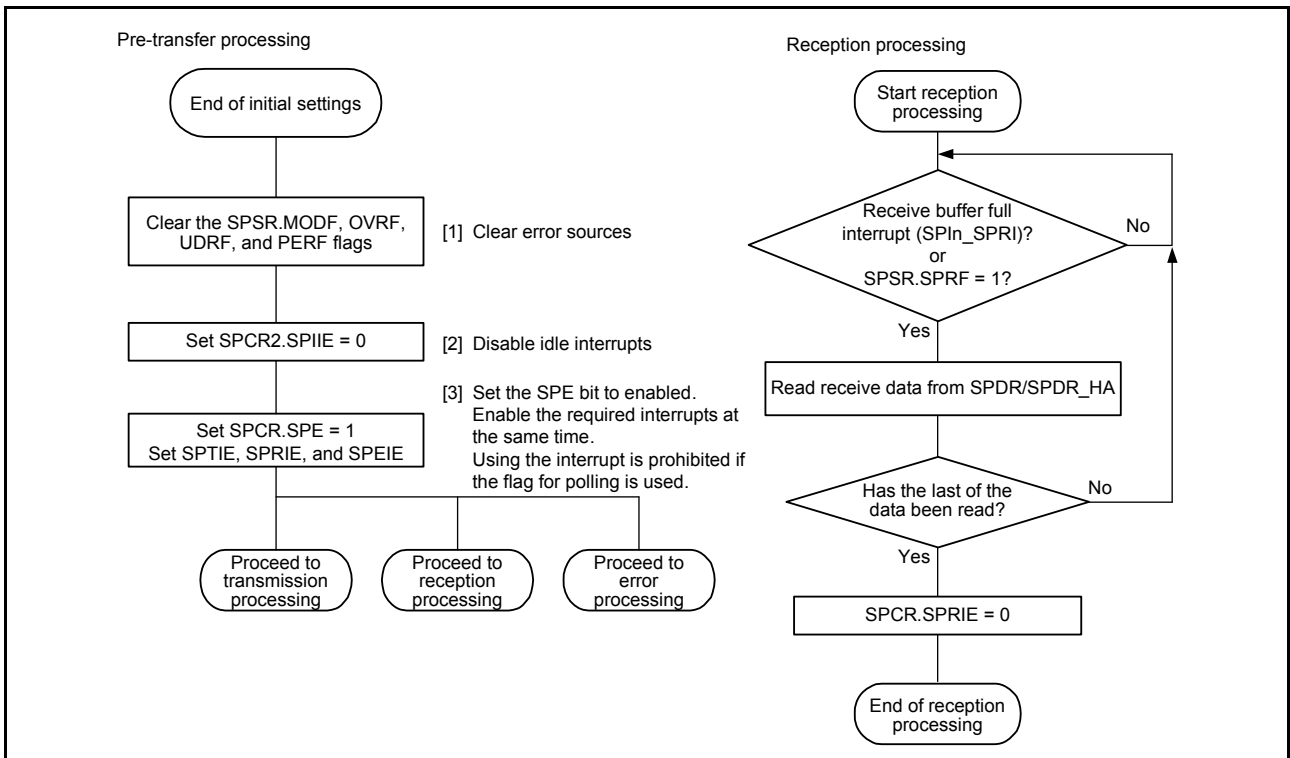 Pre-transfer processing
End of initial settings
Clear the SPSR.MODF, OVRF,
UDRF, and PERF flags
[1] Clear error sources
Set SPCR2.SPIIE = 0
[2] Disable idle interrupts
Set SPCR.SPE = 1
Set SPTIE, SPRIE, and SPEIE
[3] Set the SPE bit to enabled.
Enable the required interrupts at
the same time.
Using the interrupt is prohibited if
the flag for polling is used.
Proceed to
transmission
processing
Proceed to
reception
processing
Proceed to
error
processing
Reception processing
Start reception
processing
Receive buffer full
interrupt (SPIn_SPRI)?
or
SPSR.SPRF = 1?
No
Yes
Read receive data from SPDR/SPDR_HA
Has the last of the
data been read?
No
Yes
SPCR.SPRIE = 0
End of reception
processing